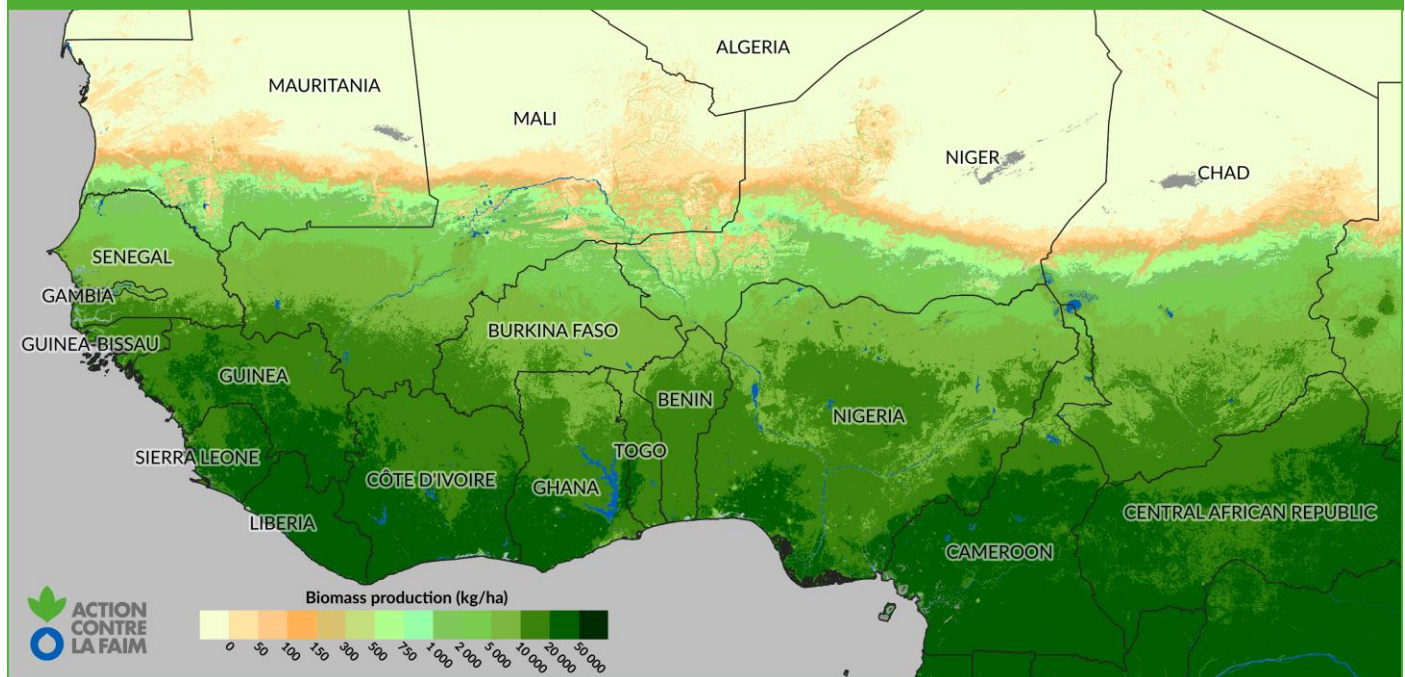 ALGERIA
MAURITANIA
MALI
NIGER
CHAD
SENEGAL
GAMBIA
BURKINA FASO
GUINEA-BISSAU
GUINEA
BENIN
NIGERIA
TOGO
SIERRA LEONE
CÔTE D'IVOIRE
GHANA
LIBERIA
CENTRAL AFRICAN REPUBLIC
CAMEROON
Biomass production (kg/ha)
0 50 100 150 300 500 750 1 000 2 000 5 000 10 000 20 000 50 000
ACTION
CONTRE
LA FAIM